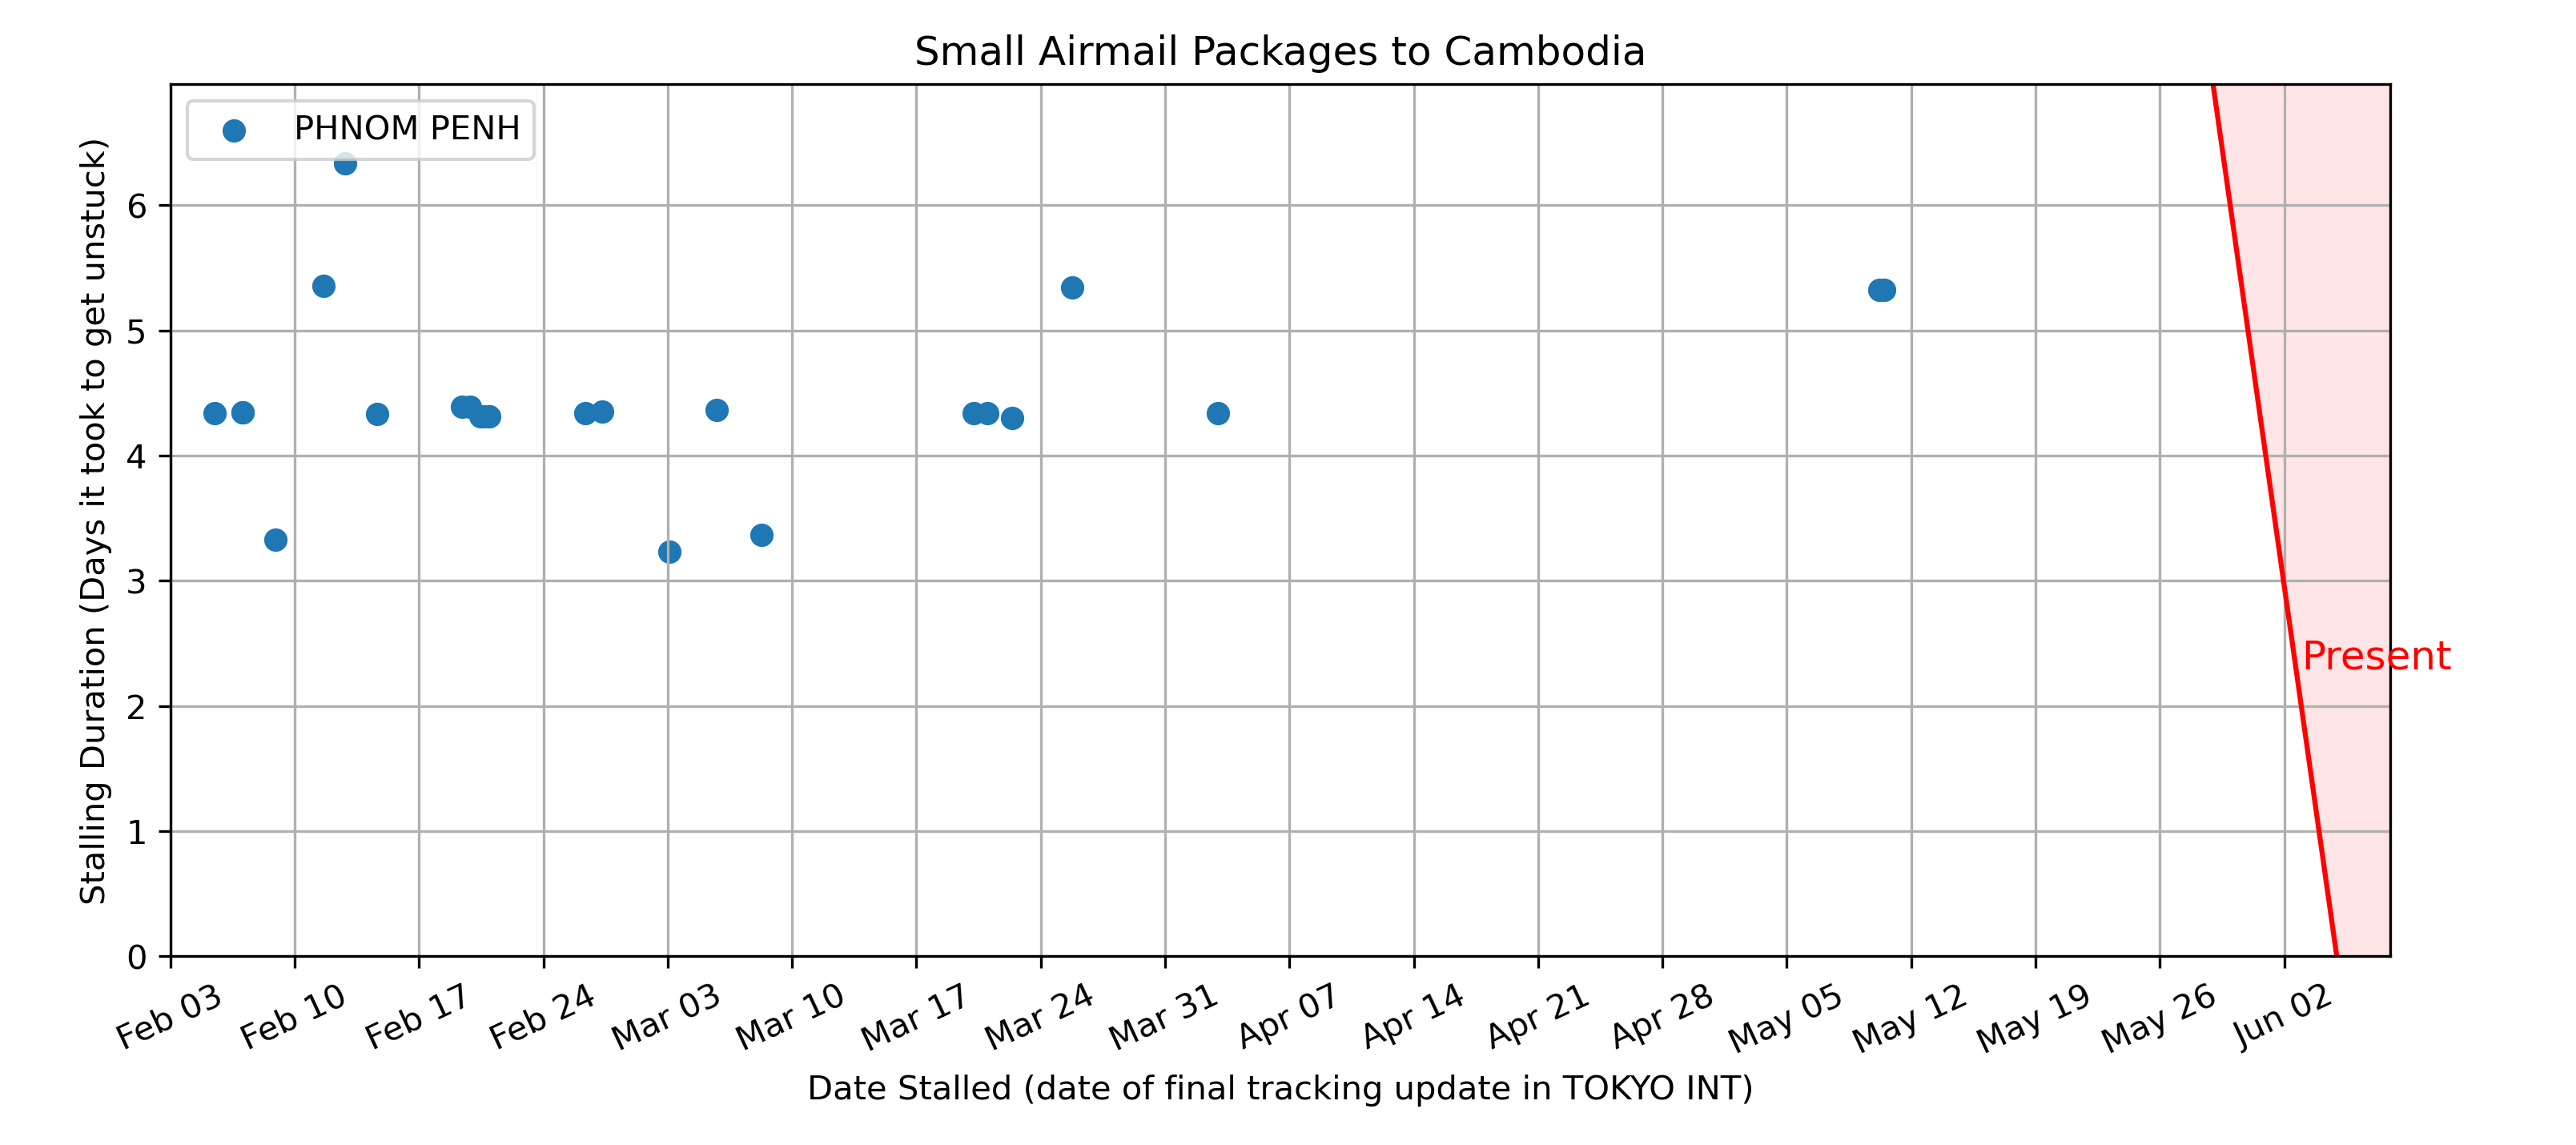 Small Airmail Packages to Cambodia
PHNOM PENH
Stalling Duration (Days it took to get unstuck)
6
5
4
3
2
1
0
Present
Feb 03
Feb 10
Feb 17
Feb 24
Mar 03
Mar 10
Mar 17
Mar 24
Mar 31
Apr 07
Apr 14
Apr 21
Apr 28
May 05
May 12
May 19
May 26
Jun 02
Date Stalled (date of final tracking update in TOKYO INT)